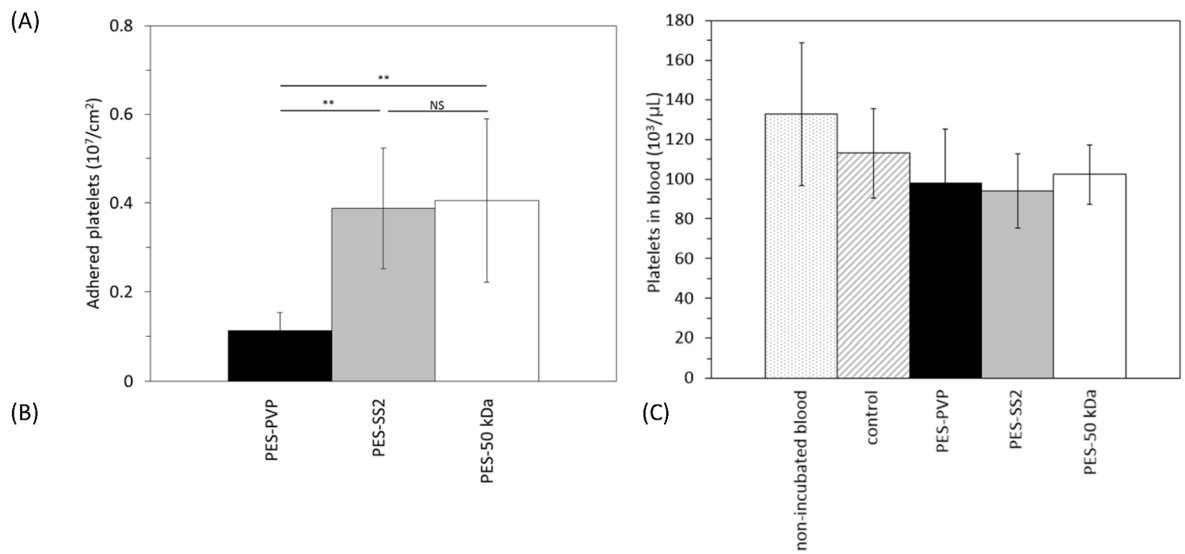 (A)
Adhered platelets (10⁷/cm²)
0.8
0.6
0.4
0.2
0
**
**
NS
PES-PVP
PES-SS2
PES-50 kDa
Platelets in blood (10³/μL)
180
160
140
120
100
80
60
40
20
0
non-incubated blood
control
PES-PVP
PES-SS2
PES-50 kDa
(B)
(C)